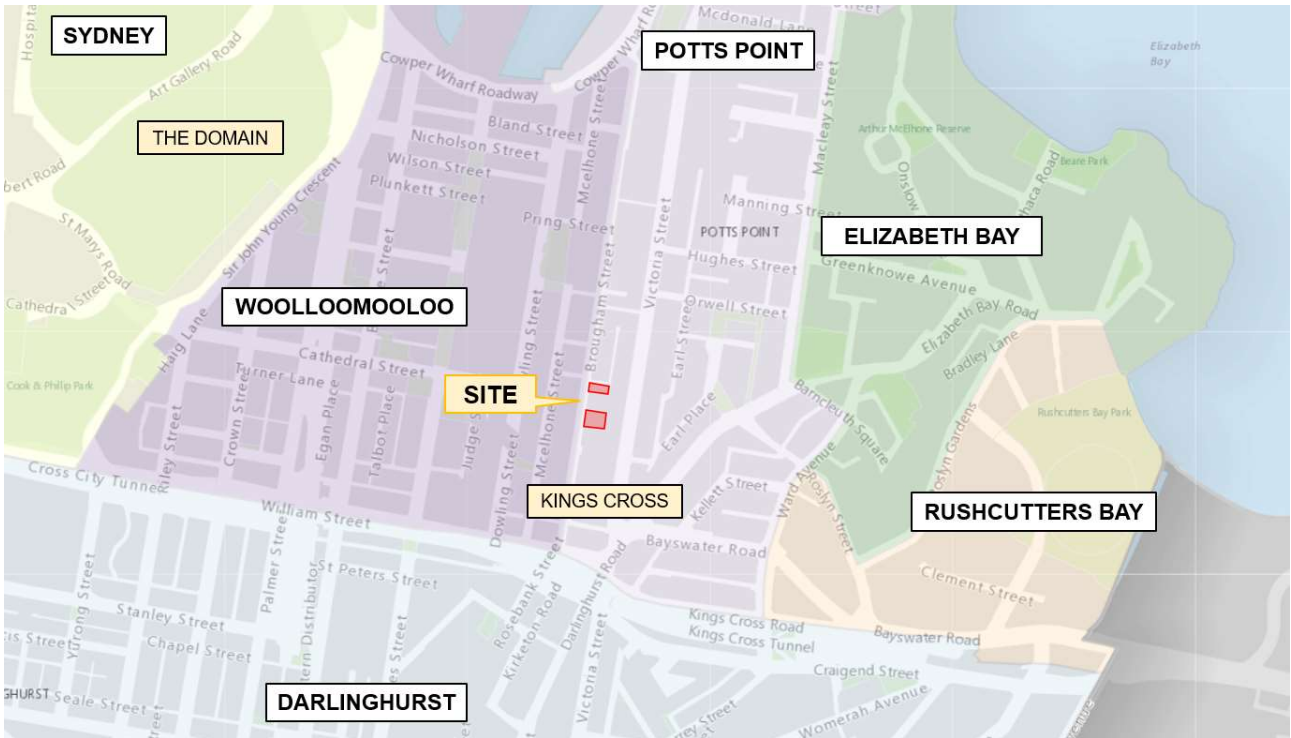 SYDNEY
POTTS POINT
Mcdonald Lane
Street
Art Gallery Road
Cowper Wharf Roadway
Cowper Wharf
Elizabeth
Bay
THE DOMAIN
Bland Street
Nicholson Street
Wilson Street
Plunkett Street
Mcelhone Street
Macleay Street
Arthur McElhone Reserve
Beare Park
Onslow
Sir John Young Crescent
St Marys Road
Pring Street
Manning Street
POTTS POINT
ELIZABETH BAY
Hughes Street
Greenknowe Avenue
Victoria Street
Brougham Street
Orwell Street
Earl Street
WOOLLOOMOOLOO
Cathedral Street
Haig Lane
Cathedral Street
Turner Lane
Elizabeth Bay Road
Bradley Lane
Cook & Phillip Park
SITE
Crown Street
Egan Place
Talbot Place
Mcelhone Street
Earl Place
Barncleuth Square
Rushcutters Bay Park
Riley Street
Dowling Street
KINGS CROSS
Kellett Street
Ward Avenue
Roslyn Street
Roslyn Gardens
RUSHCUTTERS BAY
Cross City Tunnel
William Street
Bayswater Road
Palmer Street
St Peters Street
Rosebank Street
Kirketon Road
Darlinghurst Road
Clement Street
Yurong Street
Stanley Street
Chapel Street
Kings Cross Road
Kings Cross Tunnel
Bayswater Road
Craigend Street
Victoria Street
DARLINGHURST
Seale Street
Womerah Avenue